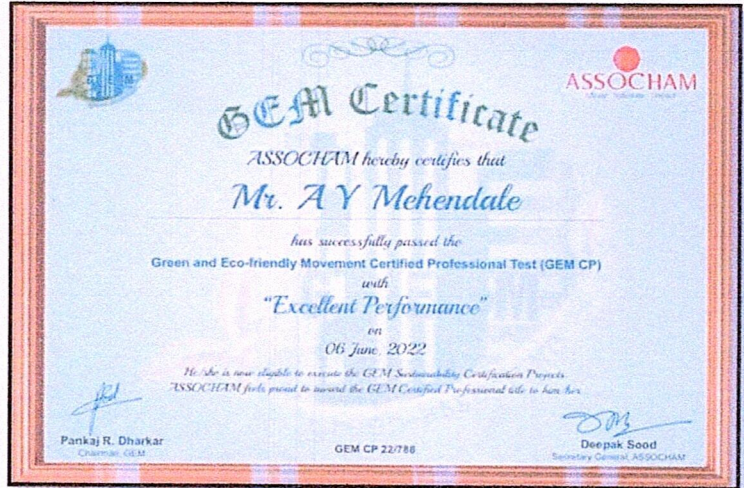 G M
ASSOCHAM
GEM Certificate
ASSOCHAM hereby certifies that
Mr. A Y Mehendale
has successfully passed the
Green and Eco-friendly Movement Certified Professional Test (GEM CP)
with
"Excellent Performance"
on
06 June, 2022
He/she is now eligible to execute the GEM Sustainability Certification Projects.
ASSOCHAM feels proud to award the GEM Certified Professional title to him/her
Pankaj R. Dharkar
Chairman, GEM
GEM CP 22/786
Deepak Sood
Secretary General, ASSOCHAM